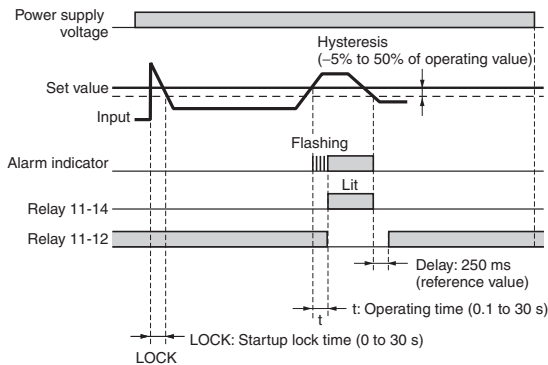 Power supply
voltage
Hysteresis
(−5% to 50% of operating value)
Set value
Input
Flashing
Alarm indicator
Lit
Relay 11-14
Relay 11-12
Delay: 250 ms
(reference value)
t: Operating time (0.1 to 30 s)
t
LOCK: Startup lock time (0 to 30 s)
LOCK